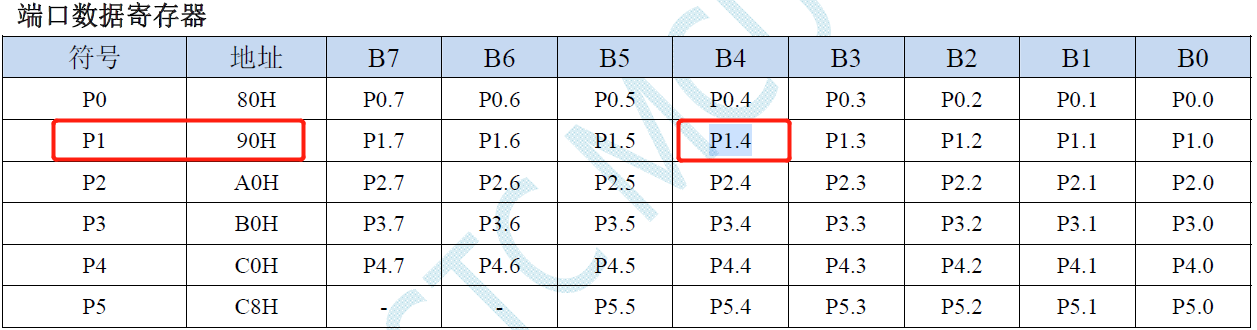 端口数据寄存器
符号 地址 B7 B6 B5 B4 B3 B2 B1 B0
P0 80H P0.7 P0.6 P0.5 P0.4 P0.3 P0.2 P0.1 P0.0
P1 90H P1.7 P1.6 P1.5 P1.4 P1.3 P1.2 P1.1 P1.0
P2 A0H P2.7 P2.6 P2.5 P2.4 P2.3 P2.2 P2.1 P2.0
P3 B0H P3.7 P3.6 P3.5 P3.4 P3.3 P3.2 P3.1 P3.0
P4 C0H P4.7 P4.6 P4.5 P4.4 P4.3 P4.2 P4.1 P4.0
P5 C8H - - P5.5 P5.4 P5.3 P5.2 P5.1 P5.0
STC MCU